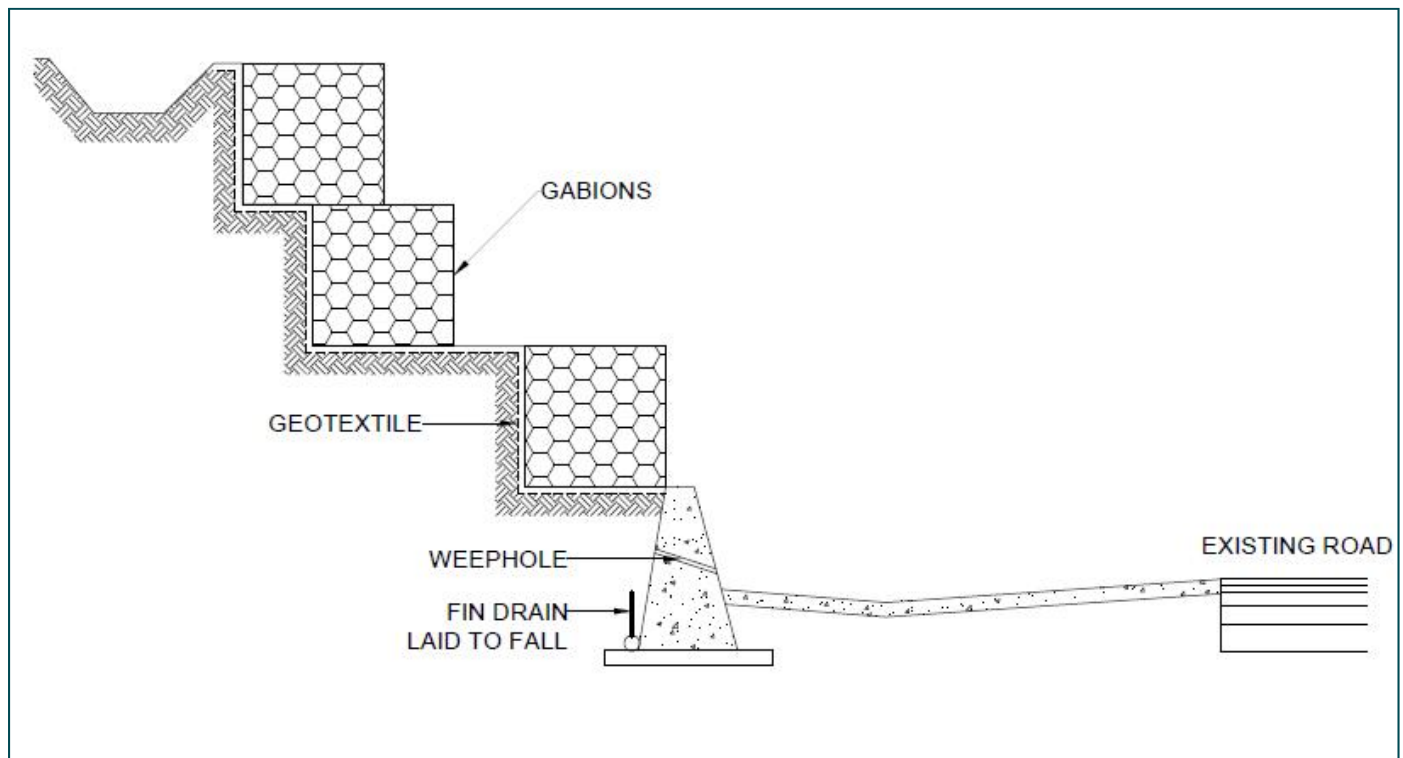 GABIONS
GEOTEXTILE
WEEPHOLE
EXISTING ROAD
FIN DRAIN
LAID TO FALL